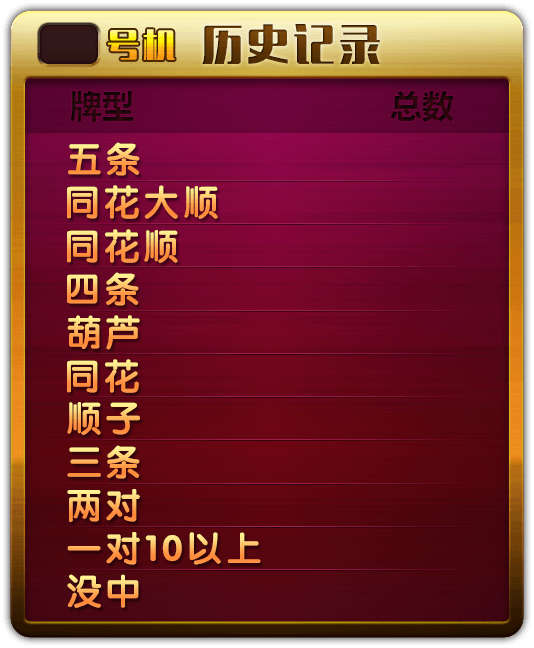 号机 历史记录
牌型 总数
五条
同花大顺
同花顺
四条
葫芦
同花
顺子
三条
两对
一对10以上
没中